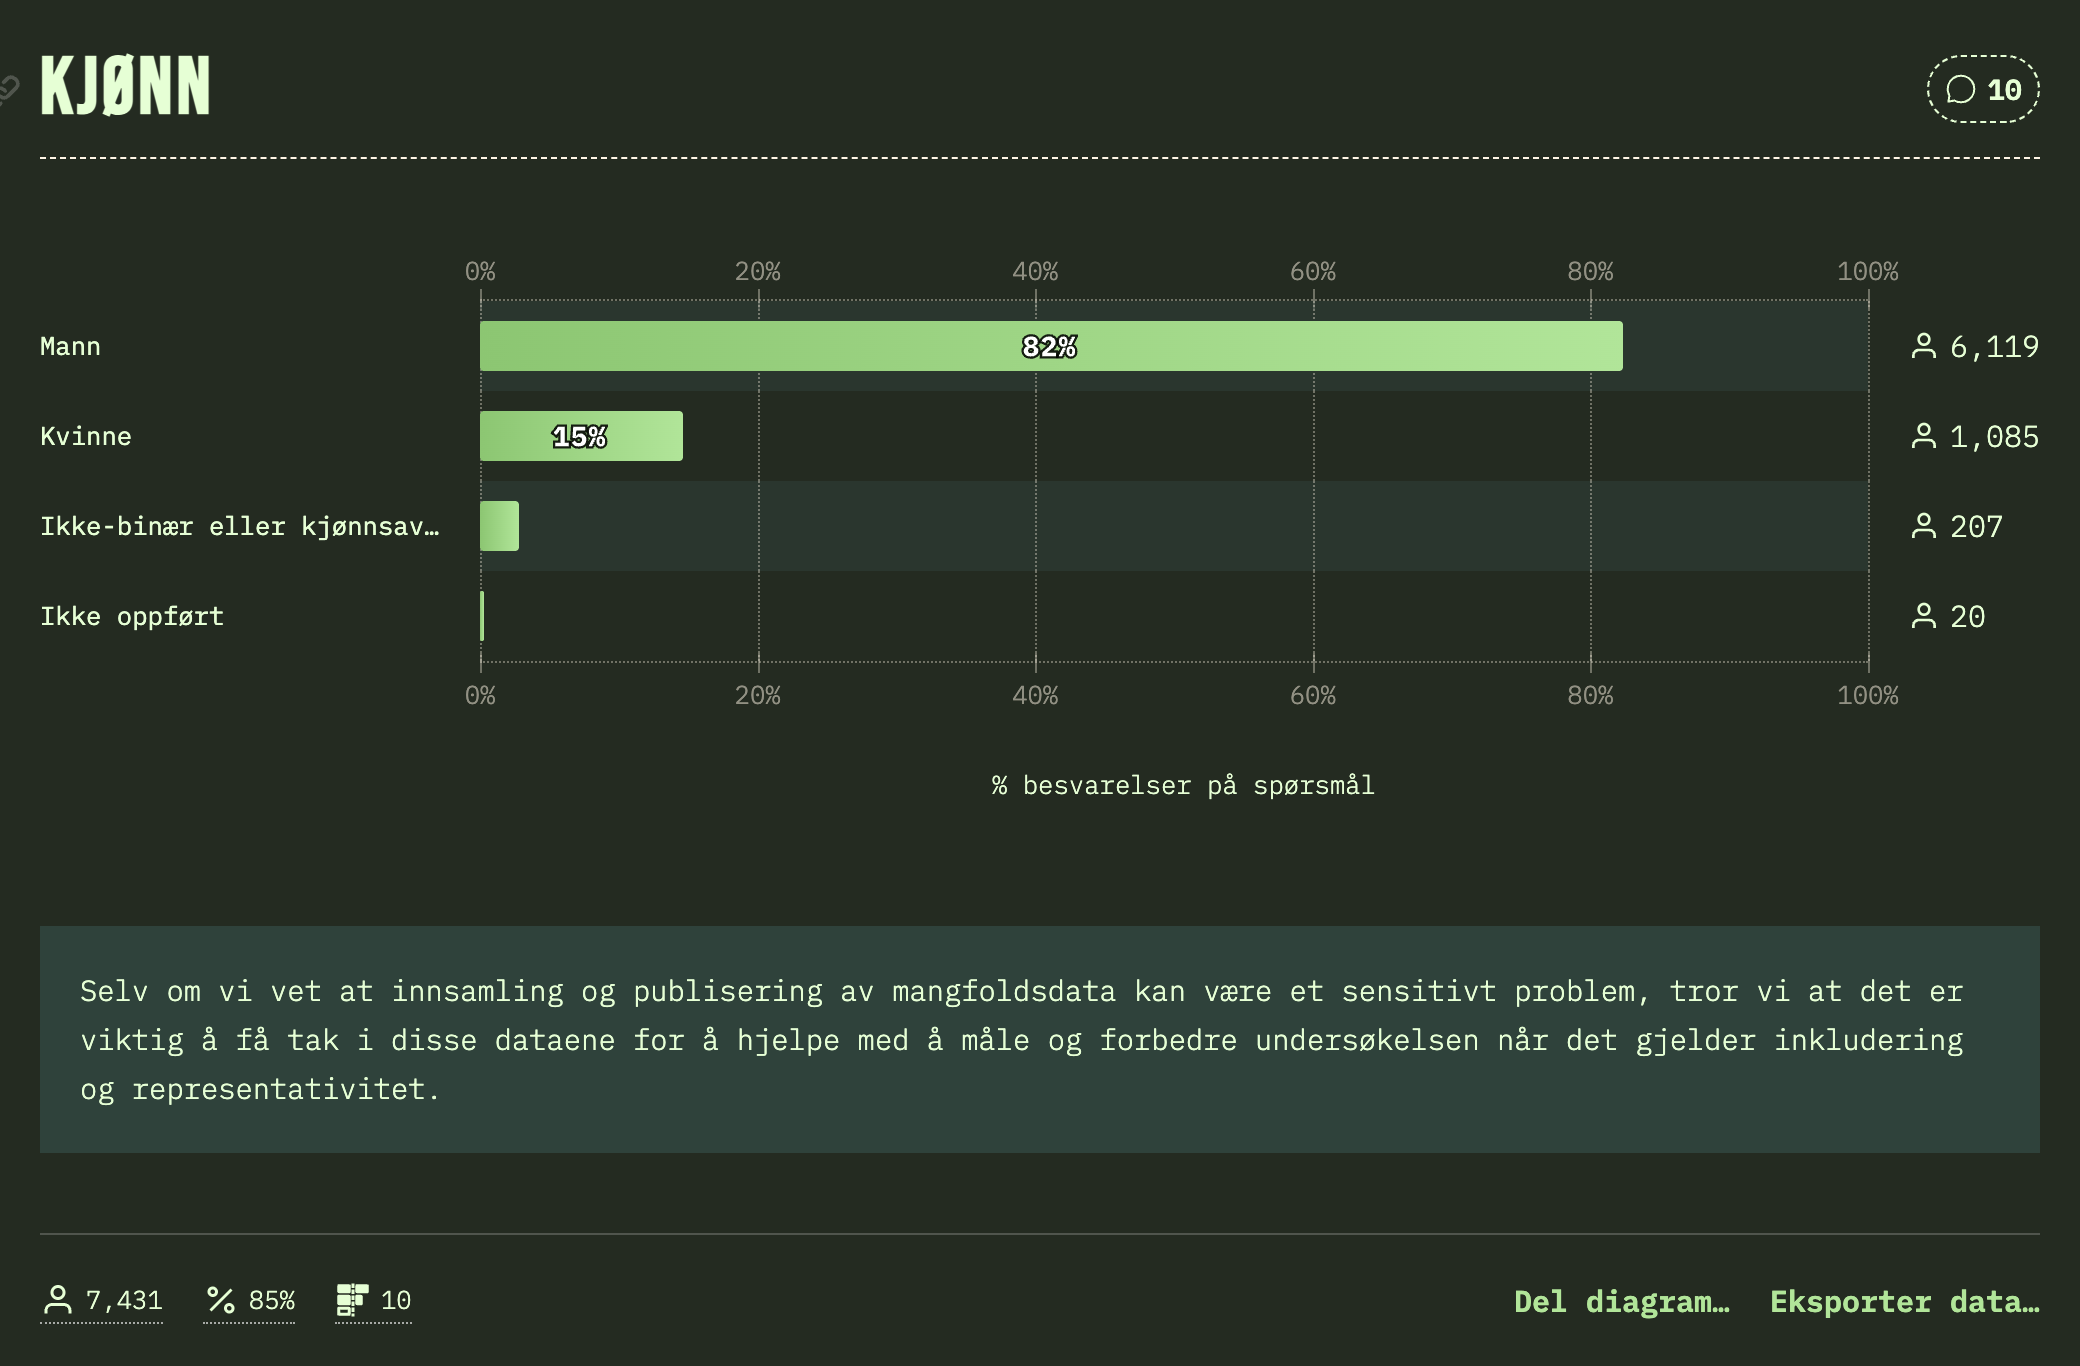 KJØNN
10
0% 20% 40% 60% 80% 100%
Mann 82% 6,119
Kvinne 15% 1,085
Ikke-binær eller kjønnsav… 207
Ikke oppført 20
0% 20% 40% 60% 80% 100%
% besvarelser på spørsmål
Selv om vi vet at innsamling og publisering av mangfoldsdata kan være et sensitivt problem, tror vi at det er
viktig å få tak i disse dataene for å hjelpe med å måle og forbedre undersøkelsen når det gjelder inkludering
og representativitet.
7,431 85% 10 Del diagram… Eksporter data…